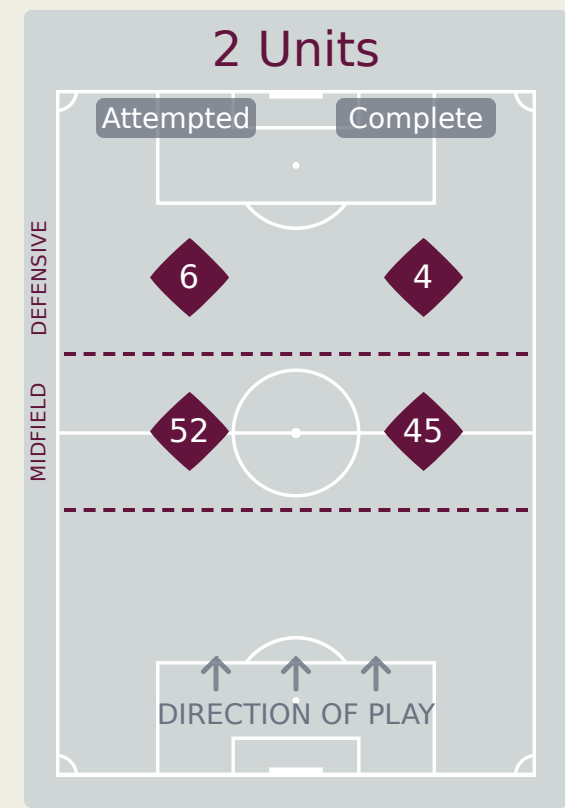 2 Units
Attempted Complete
DEFENSIVE
6 4
MIDFIELD
52 45
DIRECTION OF PLAY